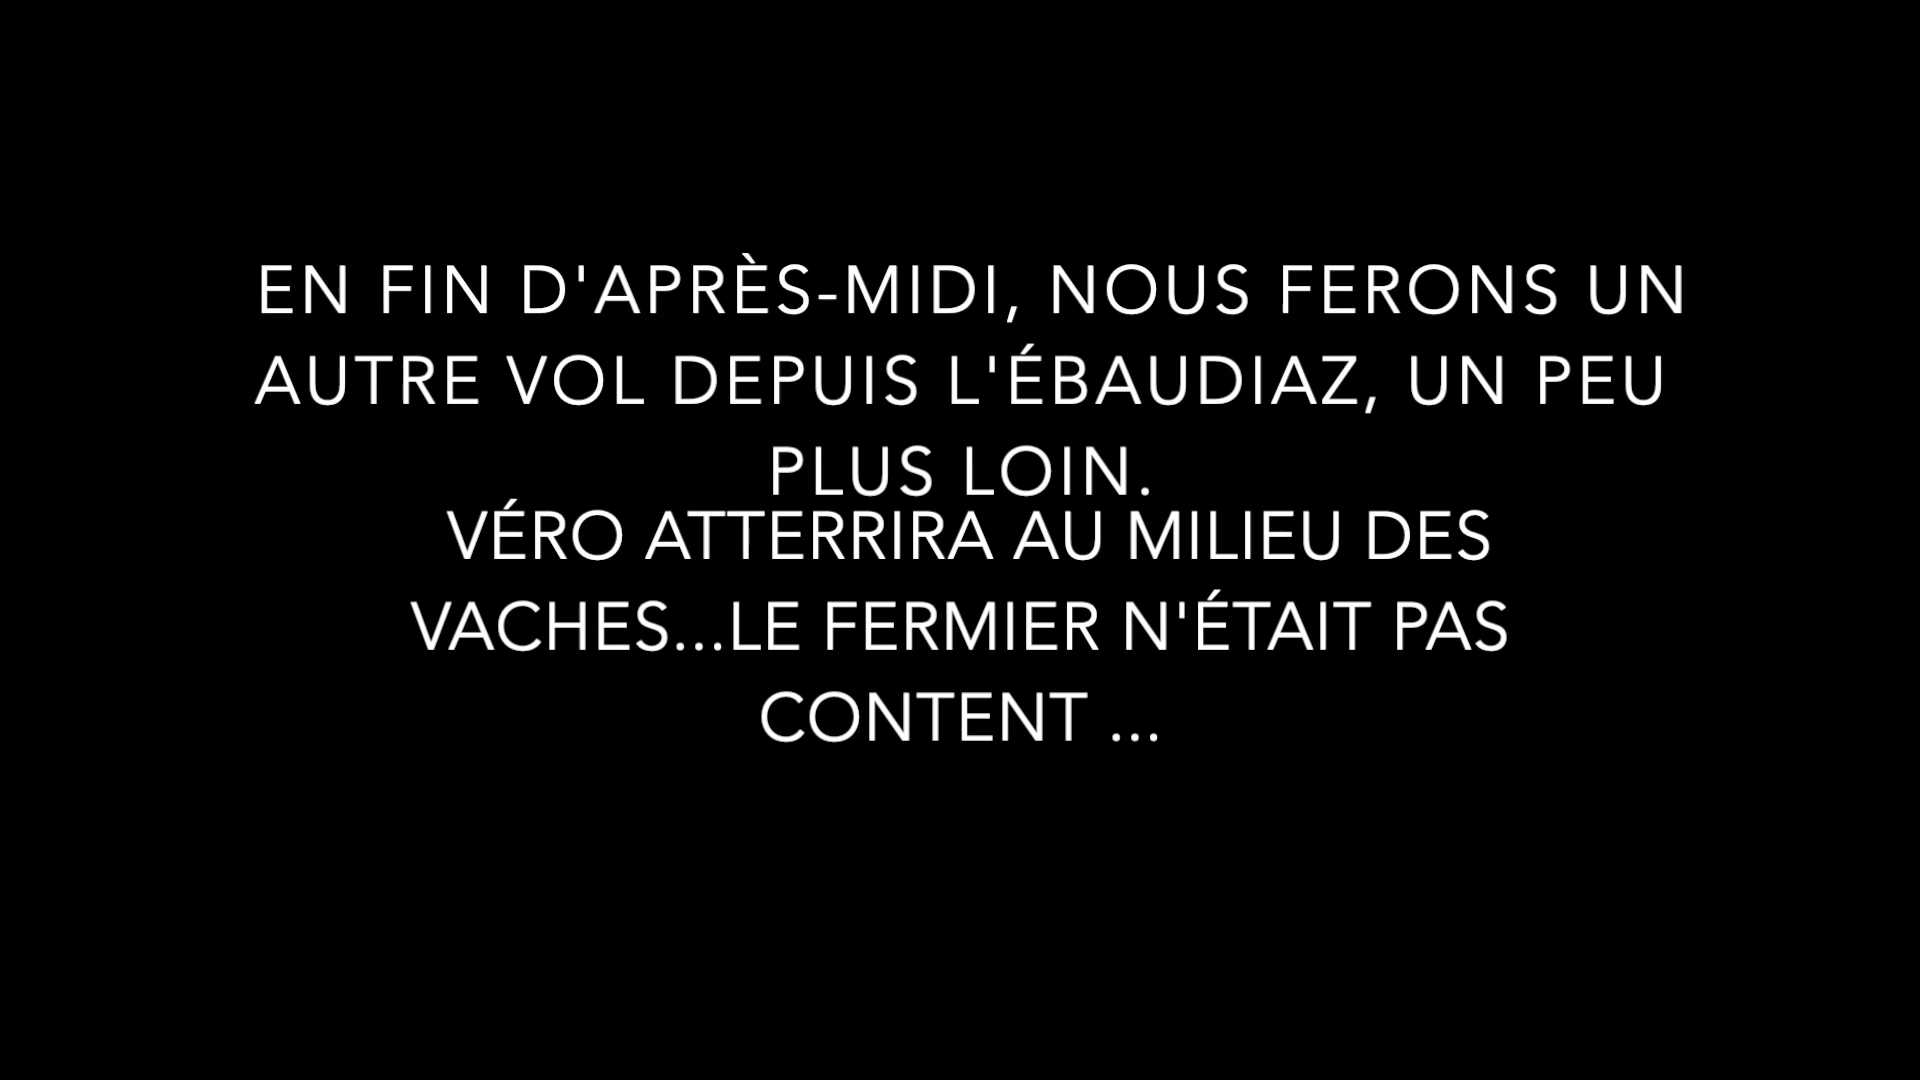 EN FIN D'APRÈS-MIDI, NOUS FERONS UN
AUTRE VOL DEPUIS L'ÉBAUDIAZ, UN PEU
PLUS LOIN.
VÉRO ATTERRIRA AU MILIEU DES
VACHES...LE FERMIER N'ÉTAIT PAS
CONTENT ...